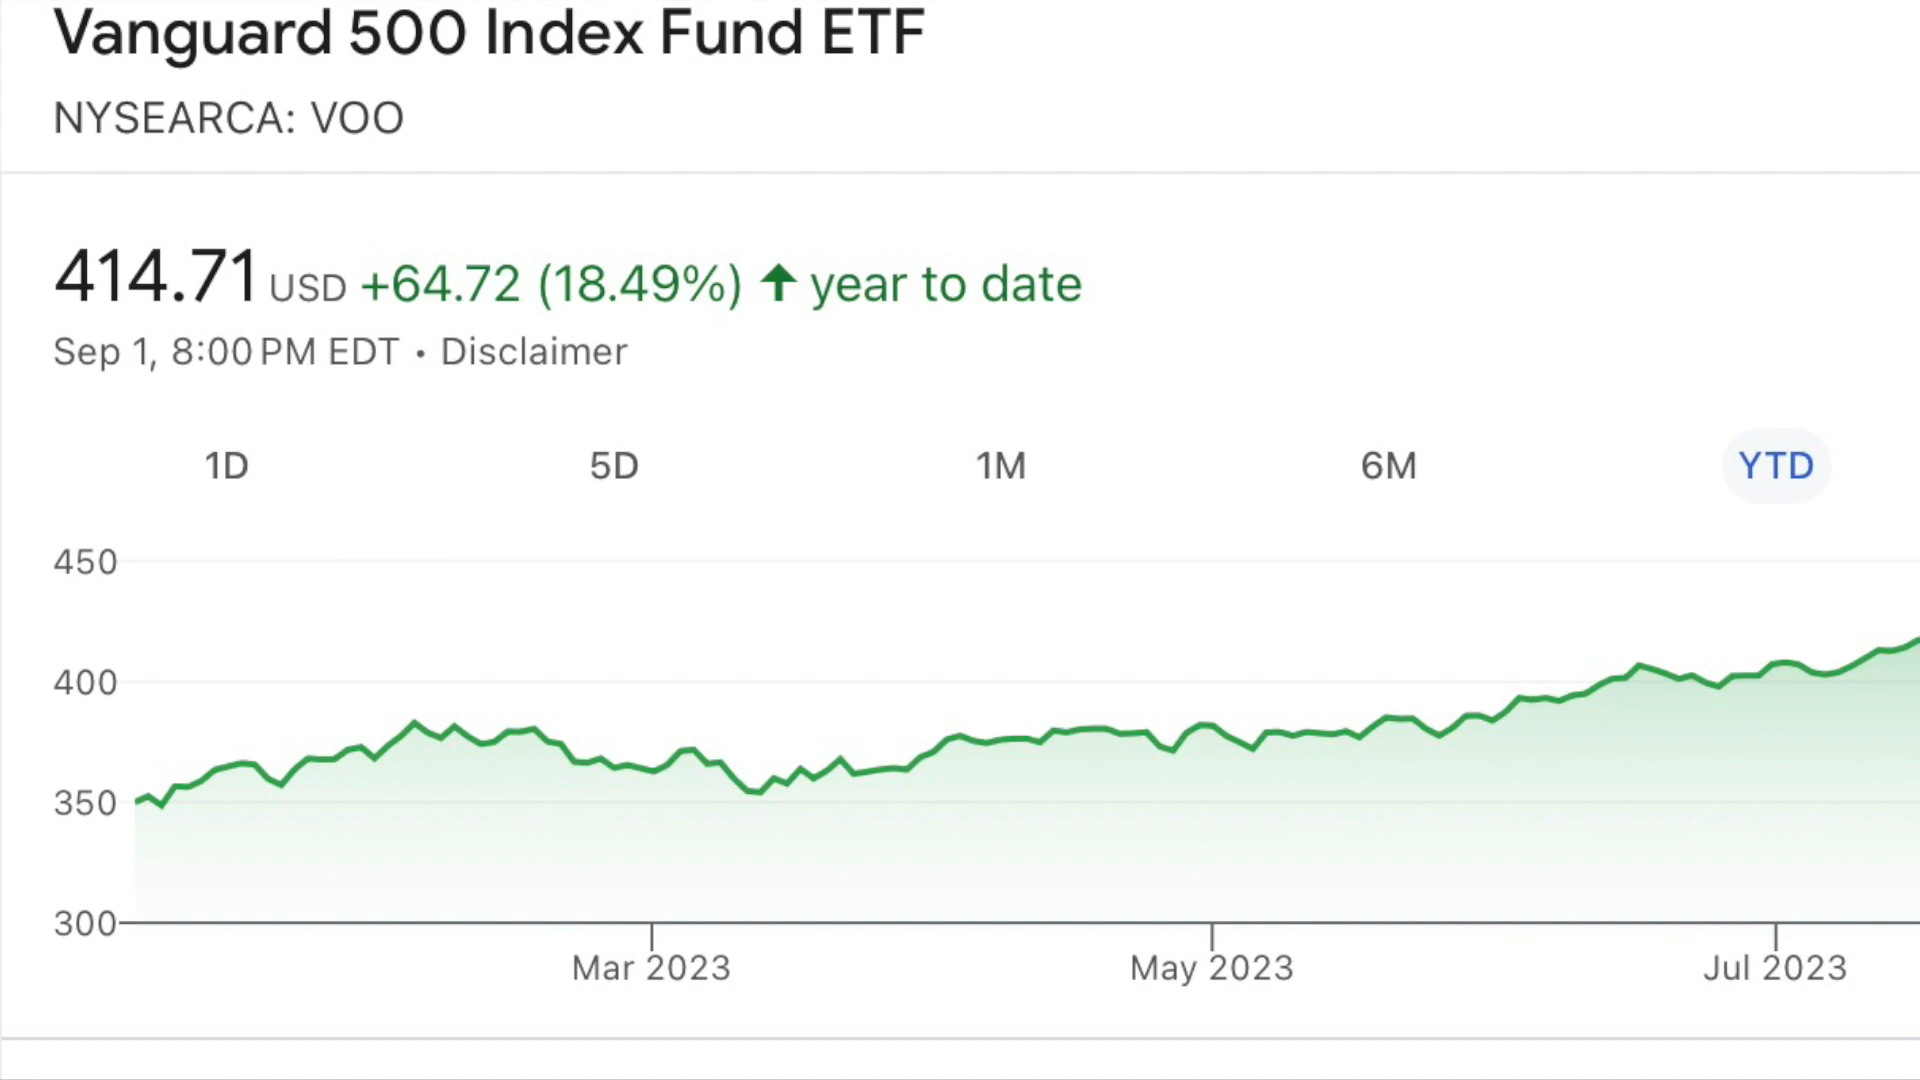 Vanguard 500 Index Fund ETF
NYSEARCA: VOO
414.71 USD +64.72 (18.49%) ↑ year to date
Sep 1, 8:00 PM EDT • Disclaimer
1D 5D 1M 6M YTD
450
400
350
300
Mar 2023 May 2023 Jul 2023